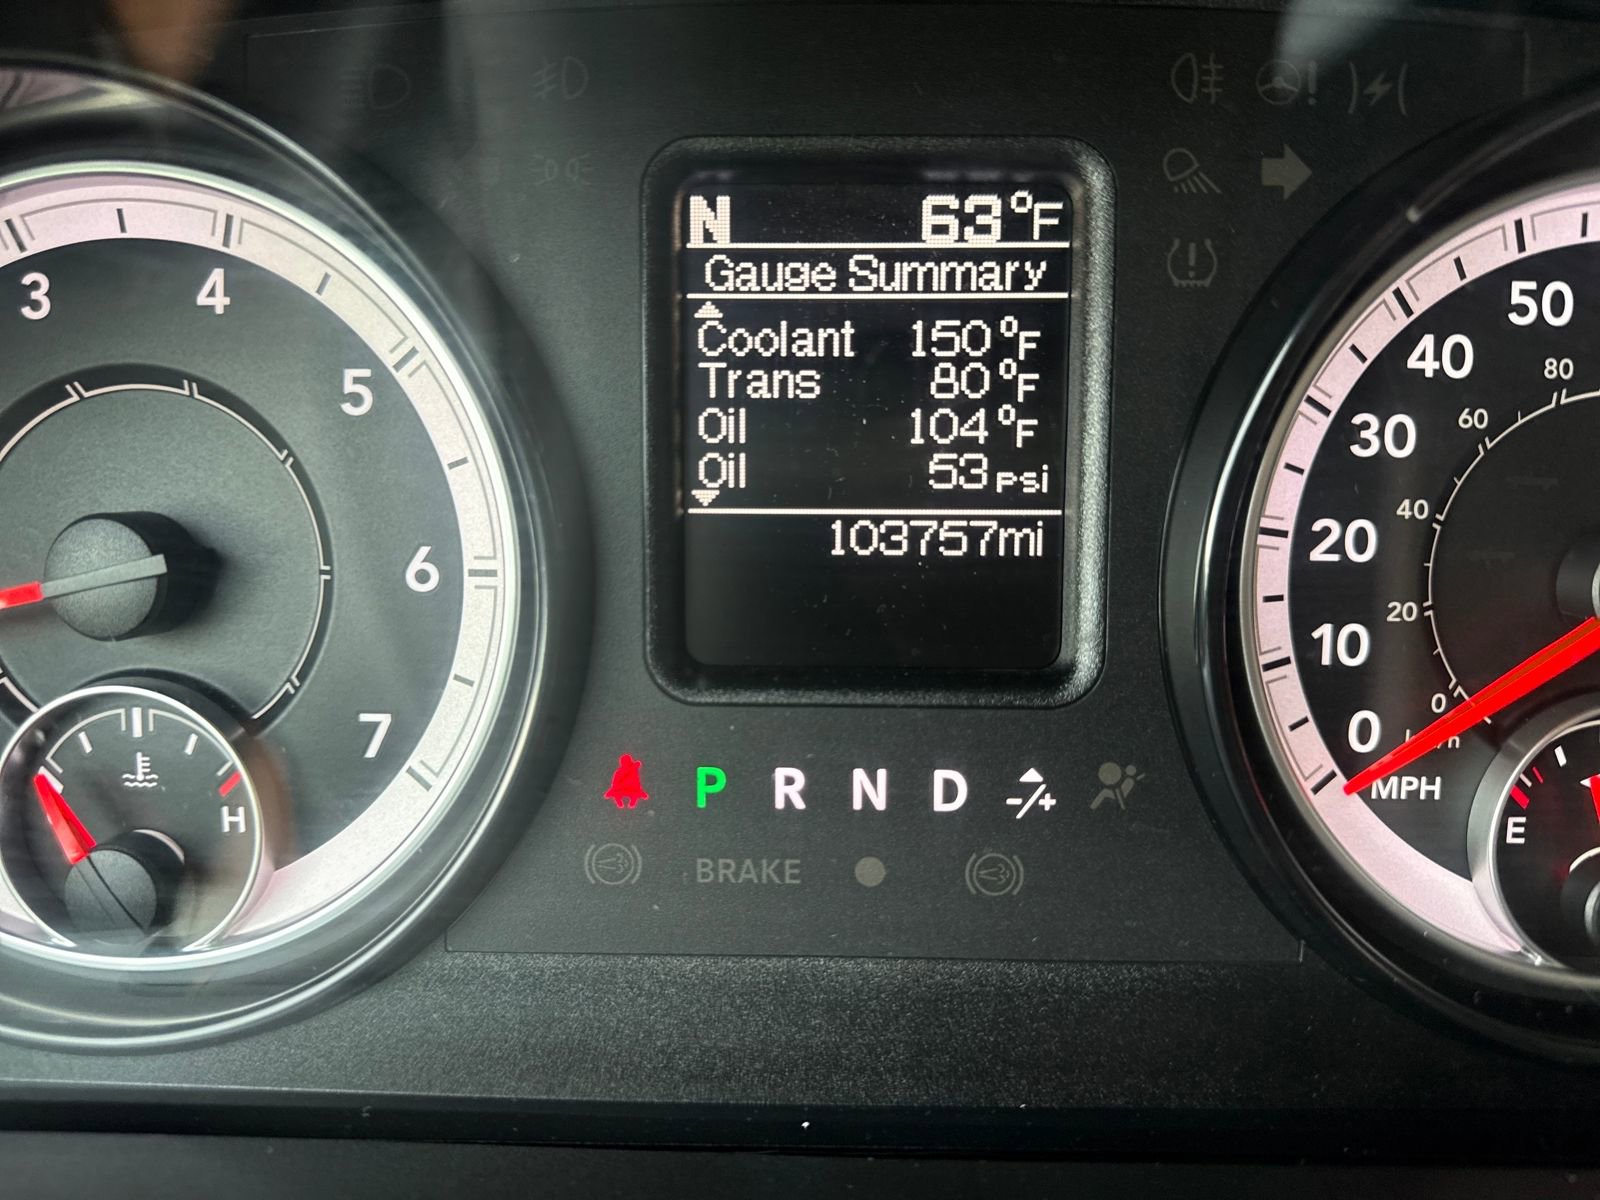 N 63°F
Gauge Summary
Coolant 150°F
Trans 80°F
Oil 104°F
Oil 53 psi
103757mi
3
4
5
6
7
H
50
40
30
20
10
0
MPH
80
60
40
20
0
km/h
E
P R N D -/+
BRAKE